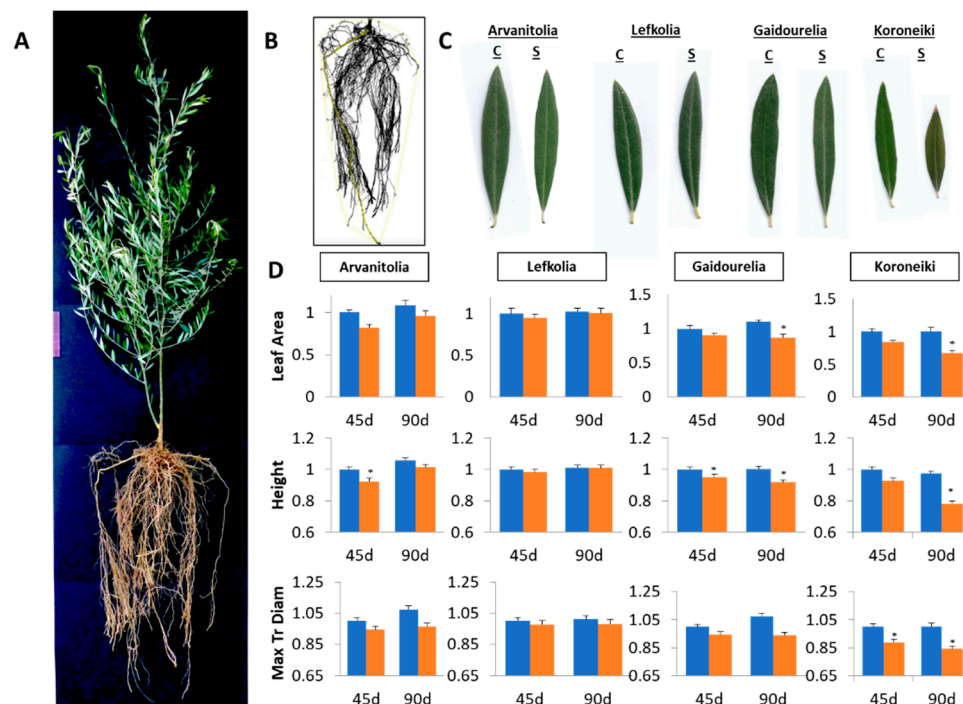 A
B
C
Arvanitolia Lefkolia Gaidourelia Koroneiki
C S C S C S C S
D
Arvanitolia Lefkolia Gaidourelia Koroneiki
Leaf Area
1
0.5
0
45d 90d
1
0.5
0
45d 90d
1.5
1
0.5
0
45d 90d
*
1.5
1
0.5
0
45d 90d
*
Height
1.2
1
0.8
0.6
45d 90d
*
1.2
1
0.8
0.6
45d 90d
1.2
1
0.8
0.6
45d 90d
* *
1.2
1
0.8
0.6
45d 90d
*
Max Tr Diam
1.25
1.05
0.85
0.65
45d 90d
1.25
1.05
0.85
0.65
45d 90d
1.25
1.05
0.85
0.65
45d 90d
1.25
1.05
0.85
0.65
45d 90d
* *